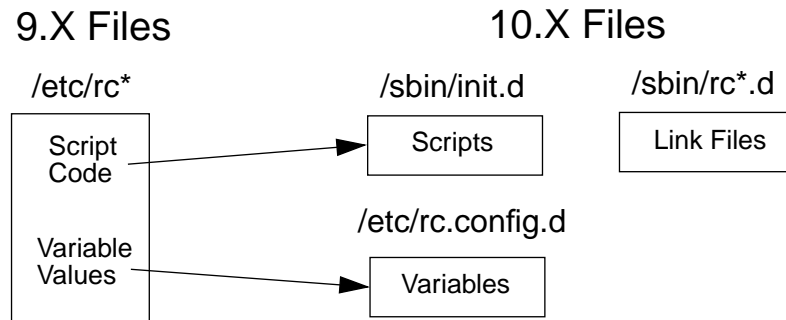 9.X Files
10.X Files
/etc/rc*
/sbin/init.d
/sbin/rc*.d
Script
Code
Scripts
Link Files
/etc/rc.config.d
Variable
Values
Variables